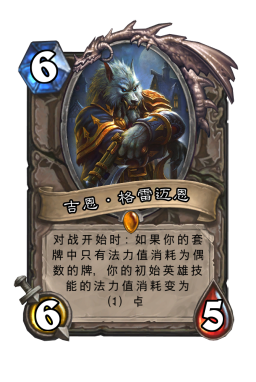 6
吉恩·格雷迈恩
对战开始时：如果你的套
牌中只有法力值消耗为偶
数的牌，你的初始英雄技
能的法力值消耗变为
（1）点
6
5